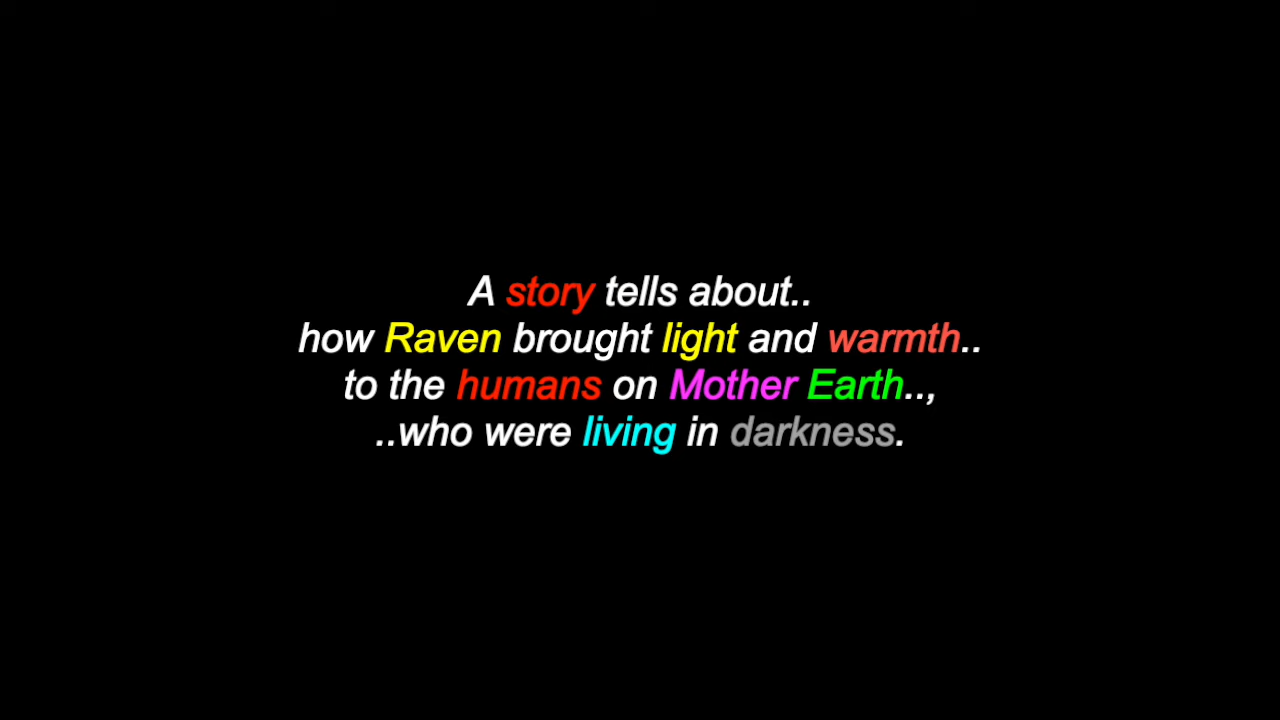 A story tells about..
how Raven brought light and warmth..
to the humans on Mother Earth..,
..who were living in darkness.